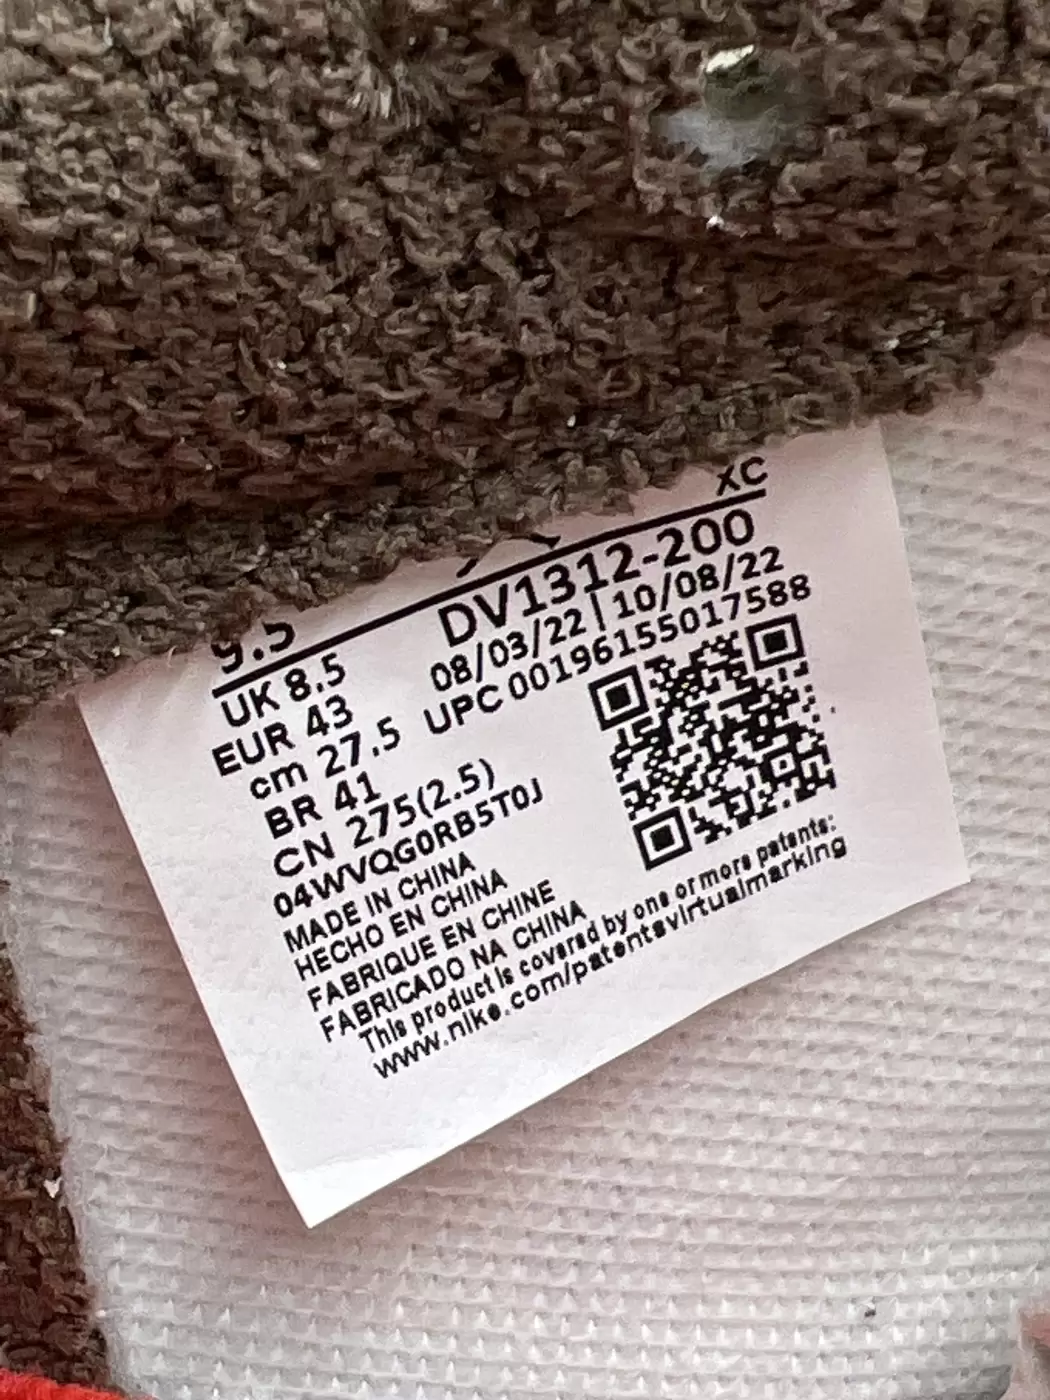 XC
9.5
UK 8.5
DV1312-200
EUR 43
08/03/22 | 10/08/22
cm 27.5
UPC 00196155017588
BR 41
CN 275(2.5)
04WVQG0RB5T0J
MADE IN CHINA
HECHO EN CHINA
FABRIQUE EN CHINE
FABRICADO NA CHINA
This product is covered by one or more patents:
www.nike.com/patentsvirtualmarking